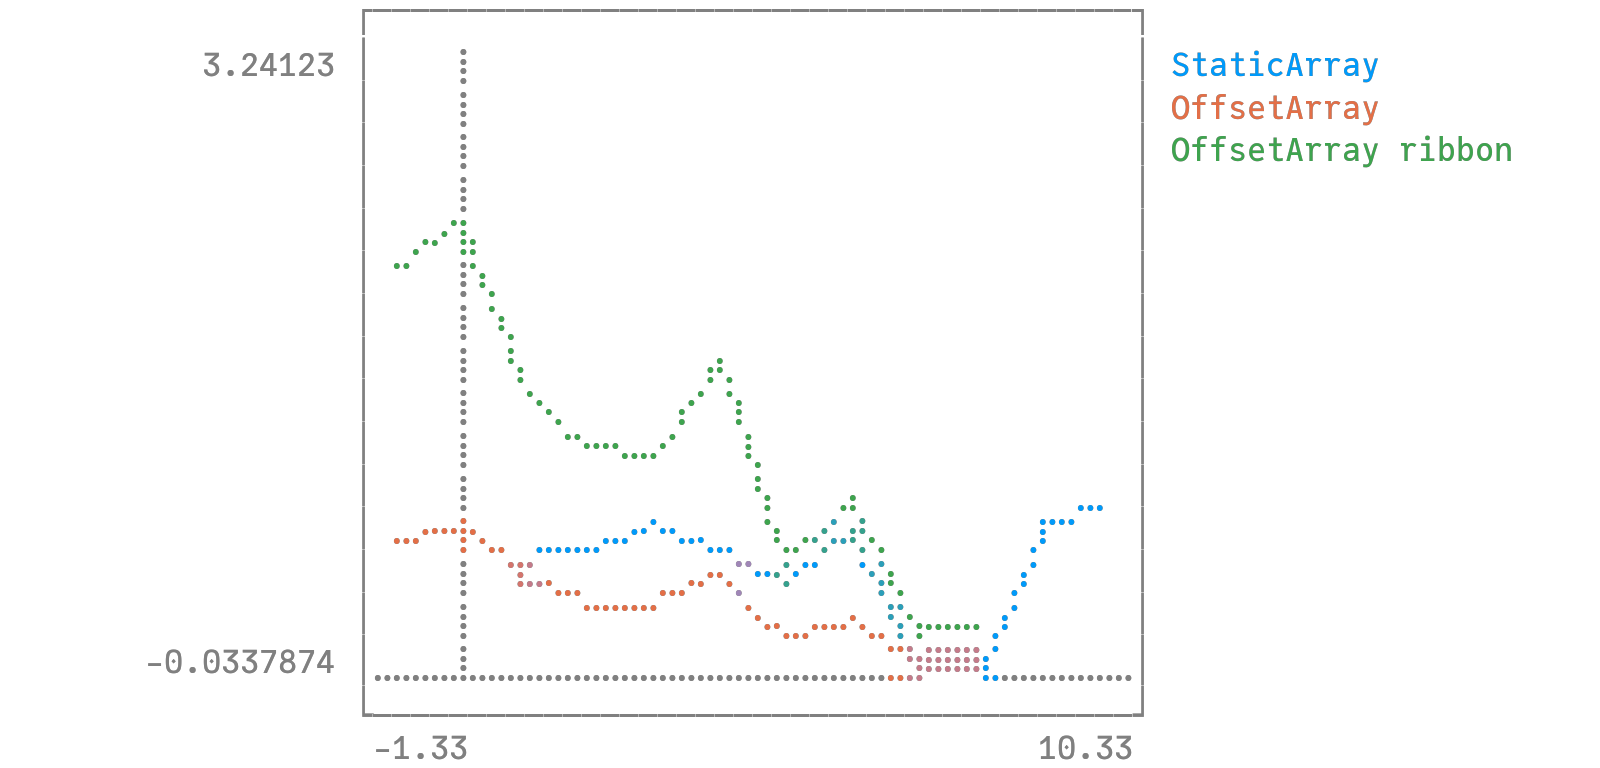 3.24123
StaticArray
OffsetArray
OffsetArray ribbon
-0.0337874
-1.33
10.33